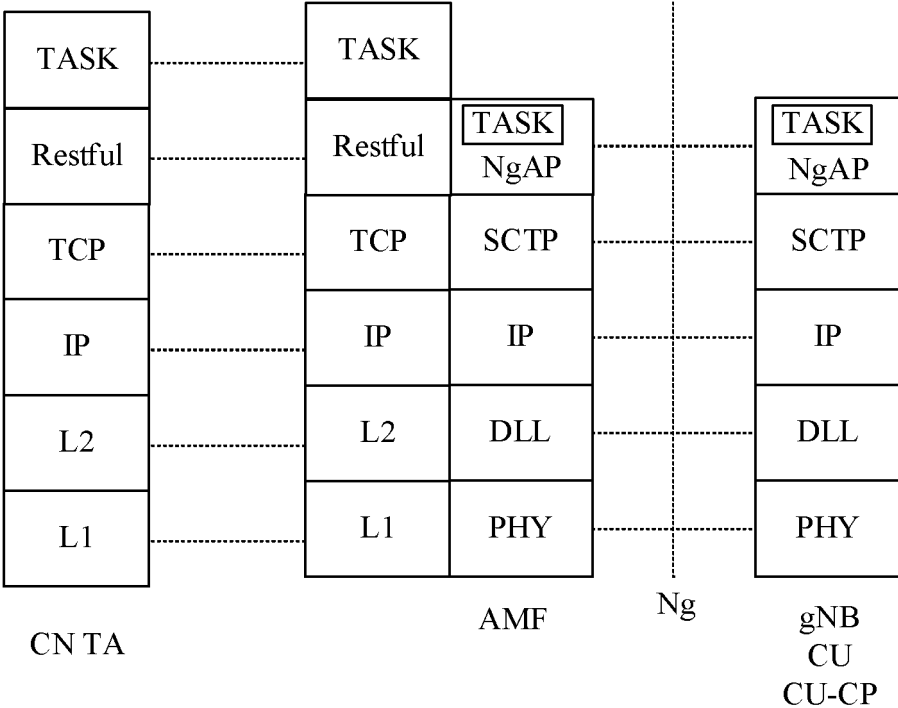 TASK
Restful
TCP
IP
L2
L1
CN TA
TASK
Restful
TCP
IP
L2
L1
TASK
NgAP
SCTP
IP
DLL
PHY
AMF
Ng
TASK
NgAP
SCTP
IP
DLL
PHY
gNB
CU
CU-CP